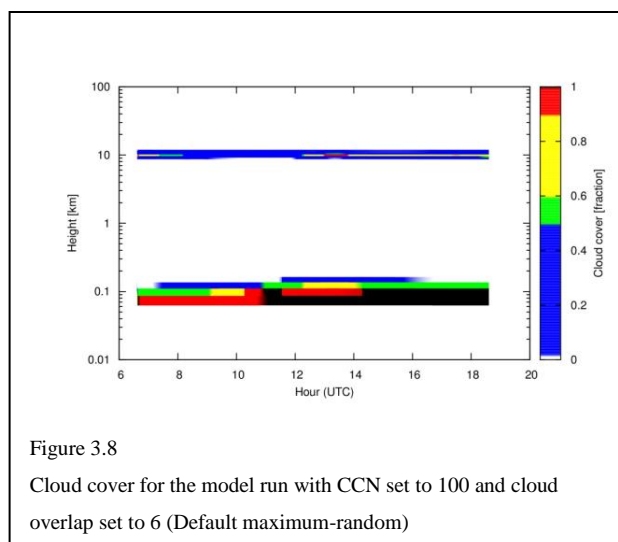 100
10
1
0.1
0.01
Height [km]
6 8 10 12 14 16 18 20
Hour (UTC)
1
0.8
0.6
0.4
0.2
0
Cloud cover [fraction]
Figure 3.8
Cloud cover for the model run with CCN set to 100 and cloud
overlap set to 6 (Default maximum-random)